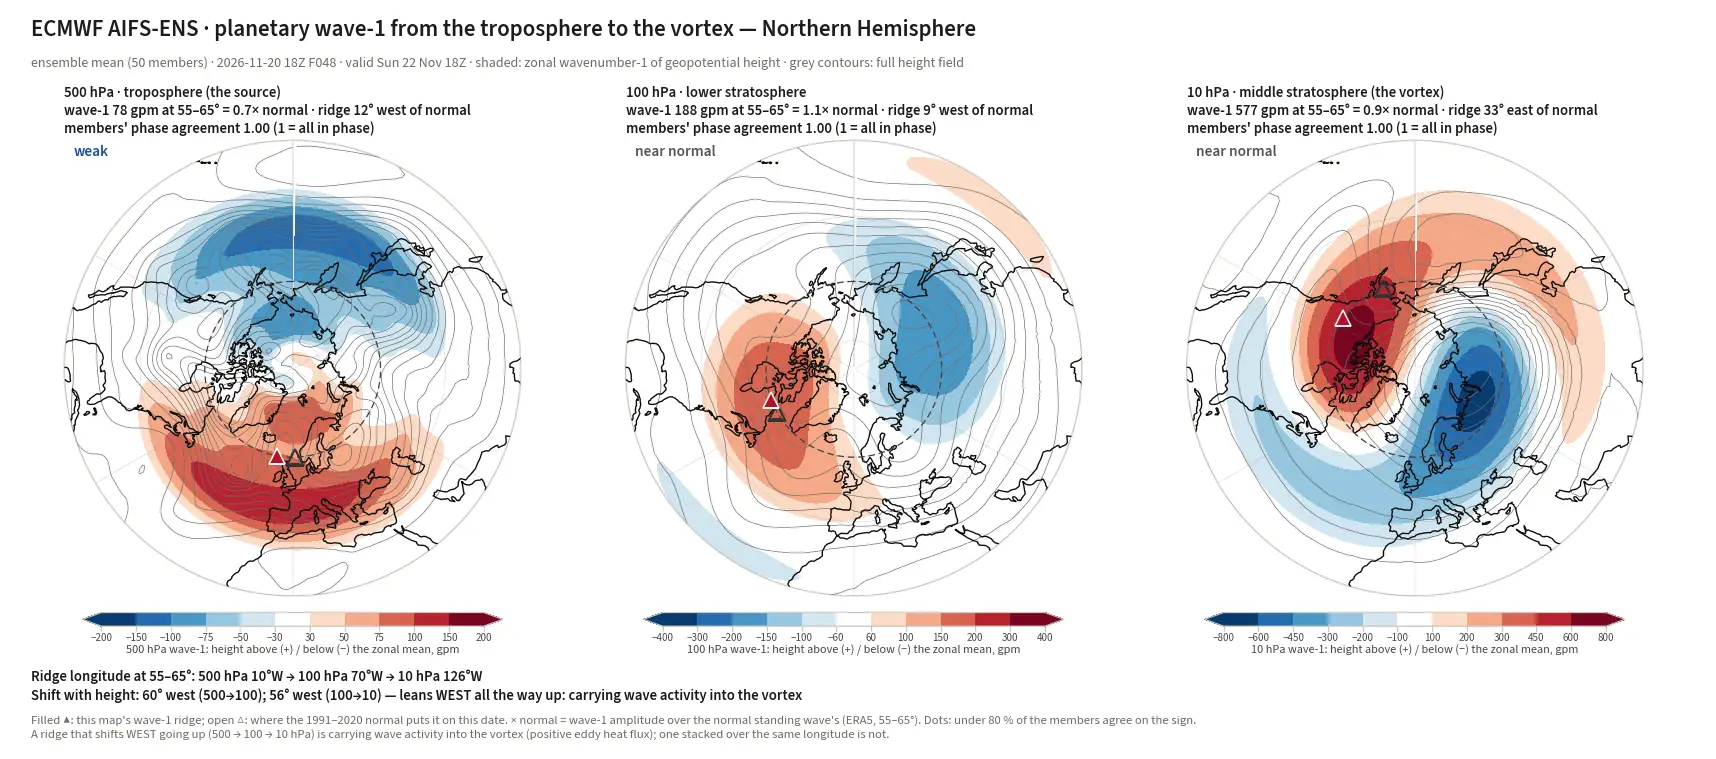 ECMWF AIFS-ENS · planetary wave-1 from the troposphere to the vortex — Northern Hemisphere
ensemble mean (50 members) · 2026-11-20 18Z F048 · valid Sun 22 Nov 18Z · shaded: zonal wavenumber-1 of geopotential height · grey contours: full height field
500 hPa · troposphere (the source)
wave-1 78 gpm at 55–65° = 0.7× normal · ridge 12° west of normal
members' phase agreement 1.00 (1 = all in phase)
weak
100 hPa · lower stratosphere
wave-1 188 gpm at 55–65° = 1.1× normal · ridge 9° west of normal
members' phase agreement 1.00 (1 = all in phase)
near normal
10 hPa · middle stratosphere (the vortex)
wave-1 577 gpm at 55–65° = 0.9× normal · ridge 33° east of normal
members' phase agreement 1.00 (1 = all in phase)
near normal
−200 −150 −100 −75 −50 −30 30 50 75 100 150 200
500 hPa wave-1: height above (+) / below (−) the zonal mean, gpm
−400 −300 −200 −150 −100 −60 60 100 150 200 300 400
100 hPa wave-1: height above (+) / below (−) the zonal mean, gpm
−800 −600 −450 −300 −200 −100 100 200 300 450 600 800
10 hPa wave-1: height above (+) / below (−) the zonal mean, gpm
Ridge longitude at 55–65°: 500 hPa 10°W → 100 hPa 70°W → 10 hPa 126°W
Shift with height: 60° west (500→100); 56° west (100→10) — leans WEST all the way up: carrying wave activity into the vortex
Filled ▲: this map's wave-1 ridge; open △: where the 1991–2020 normal puts it on this date. × normal = wave-1 amplitude over the normal standing wave's (ERA5, 55–65°). Dots: under 80 % of the members agree on the sign.
A ridge that shifts WEST going up (500 → 100 → 10 hPa) is carrying wave activity into the vortex (positive eddy heat flux); one stacked over the same longitude is not.